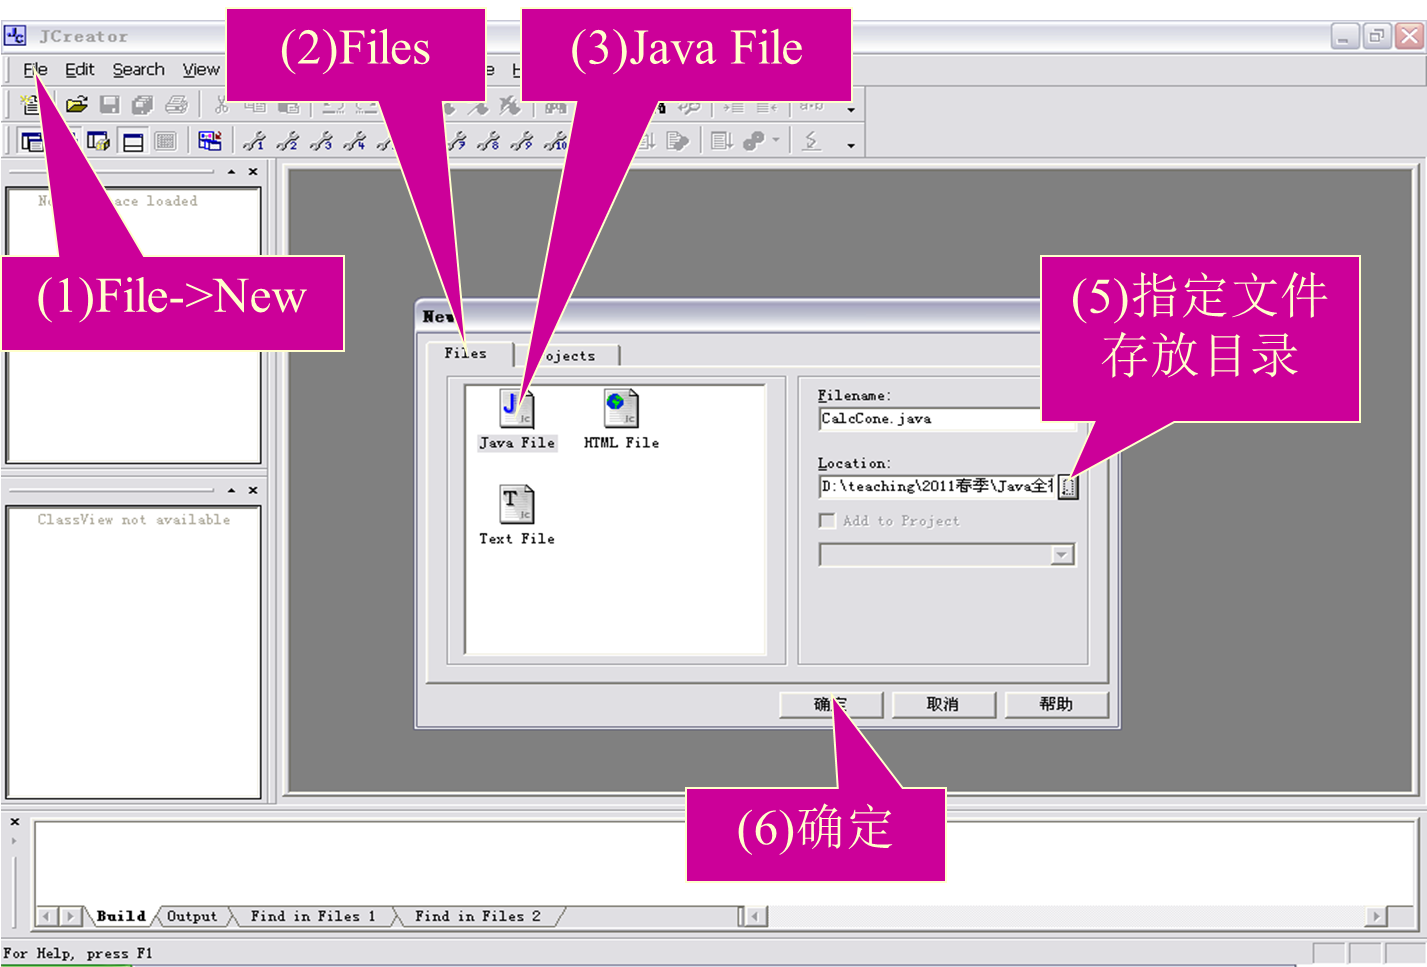 JCreator
(2)Files
(3)Java File
File Edit Search View
(1)File->New
ace loaded
New
Files
ojects
Java File
HTML File
Text File
Filename:
CalcCone.java
Location:
D:\teaching\2011春季\Java全
Add to Project
(5)指定文件
存放目录
ClassView not available
确定
取消
帮助
(6)确定
Build
Output
Find in Files 1
Find in Files 2
For Help, press F1